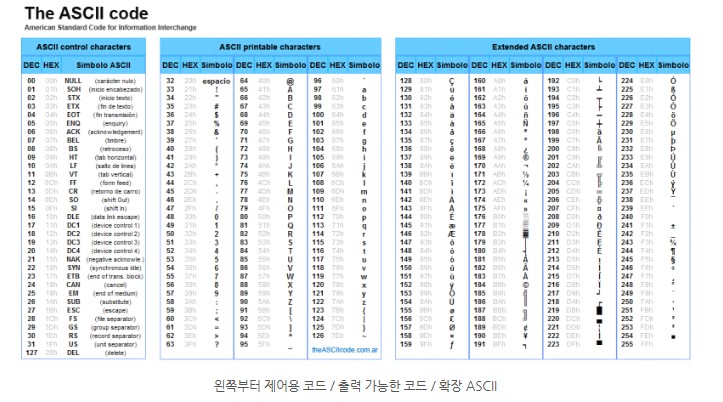 The ASCII code
American Standard Code for Information Interchange
ASCII control characters
DEC HEX Simbolo ASCII
00 00h NULL (carácter nulo)
01 01h SOH (inicio encabezado)
02 02h STX (inicio texto)
03 03h ETX (fin de texto)
04 04h EOT (fin transmisión)
05 05h ENQ (enquiry)
06 06h ACK (acknowledgement)
07 07h BEL (timbre)
08 08h BS (retroceso)
09 09h HT (tab horizontal)
10 0Ah LF (salto de linea)
11 0Bh VT (tab vertical)
12 0Ch FF (form feed)
13 0Dh CR (retorno de carro)
14 0Eh SO (shift Out)
15 0Fh SI (shift In)
16 10h DLE (data link escape)
17 11h DC1 (device control 1)
18 12h DC2 (device control 2)
19 13h DC3 (device control 3)
20 14h DC4 (device control 4)
21 15h NAK (negative acknowle.)
22 16h SYN (synchronous idle)
23 17h ETB (end of trans. block)
24 18h CAN (cancel)
25 19h EM (end of medium)
26 1Ah SUB (substitute)
27 1Bh ESC (escape)
28 1Ch FS (file separator)
29 1Dh GS (group separator)
30 1Eh RS (record separator)
31 1Fh US (unit separator)
127 20h DEL (delete)
ASCII printable characters
DEC HEX Simbolo DEC HEX Simbolo DEC HEX Simbolo
32 20h espacio 64 40h @ 96 60h `
33 21h ! 65 41h A 97 61h a
34 22h " 66 42h B 98 62h b
35 23h # 67 43h C 99 63h c
36 24h $ 68 44h D 100 64h d
37 25h % 69 45h E 101 65h e
38 26h & 70 46h F 102 66h f
39 27h ' 71 47h G 103 67h g
40 28h ( 72 48h H 104 68h h
41 29h ) 73 49h I 105 69h i
42 2Ah * 74 4Ah J 106 6Ah j
43 2Bh + 75 4Bh K 107 6Bh k
44 2Ch , 76 4Ch L 108 6Ch l
45 2Dh - 77 4Dh M 109 6Dh m
46 2Eh . 78 4Eh N 110 6Eh n
47 2Fh / 79 4Fh O 111 6Fh o
48 30h 0 80 50h P 112 70h p
49 31h 1 81 51h Q 113 71h q
50 32h 2 82 52h R 114 72h r
51 33h 3 83 53h S 115 73h s
52 34h 4 84 54h T 116 74h t
53 35h 5 85 55h U 117 75h u
54 36h 6 86 56h V 118 76h v
55 37h 7 87 57h W 119 77h w
56 38h 8 88 58h X 120 78h x
57 39h 9 89 59h Y 121 79h y
58 3Ah : 90 5Ah Z 122 7Ah z
59 3Bh ; 91 5Bh [ 123 7Bh {
60 3Ch < 92 5Ch \ 124 7Ch |
61 3Dh = 93 5Dh ] 125 7Dh }
62 3Eh > 94 5Eh ^ 126 7Eh ~
63 3Fh ? 95 5Fh _
theASCIIcode.com.ar
Extended ASCII characters
DEC HEX Simbolo DEC HEX Simbolo DEC HEX Simbolo DEC HEX Simbolo
128 80h Ç 160 A0h á 192 C0h └ 224 E0h Ó
129 81h ü 161 A1h í 193 C1h ┴ 225 E1h ß
130 82h é 162 A2h ó 194 C2h ┬ 226 E2h Ô
131 83h â 163 A3h ú 195 C3h ├ 227 E3h Ò
132 84h ä 164 A4h ñ 196 C4h ─ 228 E4h õ
133 85h à 165 A5h Ñ 197 C5h ┼ 229 E5h Õ
134 86h å 166 A6h ª 198 C6h ã 230 E6h µ
135 87h ç 167 A7h º 199 C7h Ã 231 E7h þ
136 88h ê 168 A8h ¿ 200 C8h ╚ 232 E8h Þ
137 89h ë 169 A9h ® 201 C9h ╔ 233 E9h Ú
138 8Ah è 170 AAh ¬ 202 CAh ╩ 234 EAh Û
139 8Bh ï 171 ABh ½ 203 CBh ╦ 235 EBh Ù
140 8Ch î 172 ACh ¼ 204 CCh ╠ 236 ECh ý
141 8Dh ì 173 ADh ¡ 205 CDh ═ 237 EDh Ý
142 8Eh Ä 174 AEh « 206 CEh ╬ 238 EEh ¯
143 8Fh Å 175 AFh » 207 CFh ¤ 239 EFh ´
144 90h É 176 B0h ░ 208 D0h ð 240 F0h
145 91h æ 177 B1h ▒ 209 D1h Ð 241 F1h ±
146 92h Æ 178 B2h ▓ 210 D2h Ê 242 F2h
147 93h ô 179 B3h │ 211 D3h Ë 243 F3h ¾
148 94h ö 180 B4h ┤ 212 D4h È 244 F4h ¶
149 95h ò 181 B5h Á 213 D5h 245 F5h §
150 96h û 182 B6h Â 214 D6h Í 246 F6h ÷
151 97h ù 183 B7h À 215 D7h Î 247 F7h
152 98h ÿ 184 B8h © 216 D8h Ï 248 F8h °
153 99h Ö 185 B9h ╣ 217 D9h ┘ 249 F9h
154 9Ah Ü 186 BAh ║ 218 DAh ┌ 250 FAh
155 9Bh ø 187 BBh ╗ 219 DBh █ 251 FBh
156 9Ch £ 188 BCh ╝ 220 DCh ▄ 252 FCh
157 9Dh Ø 189 BDh ¢ 221 DDh ¦ 253 FDh
158 9Eh × 190 BEh ¥ 222 DEh Ì 254 FEh ■
159 9Fh ƒ 191 BFh ┐ 223 DFh ▀ 255 FFh
왼쪽부터 제어용 코드 / 출력 가능한 코드 / 확장 ASCII